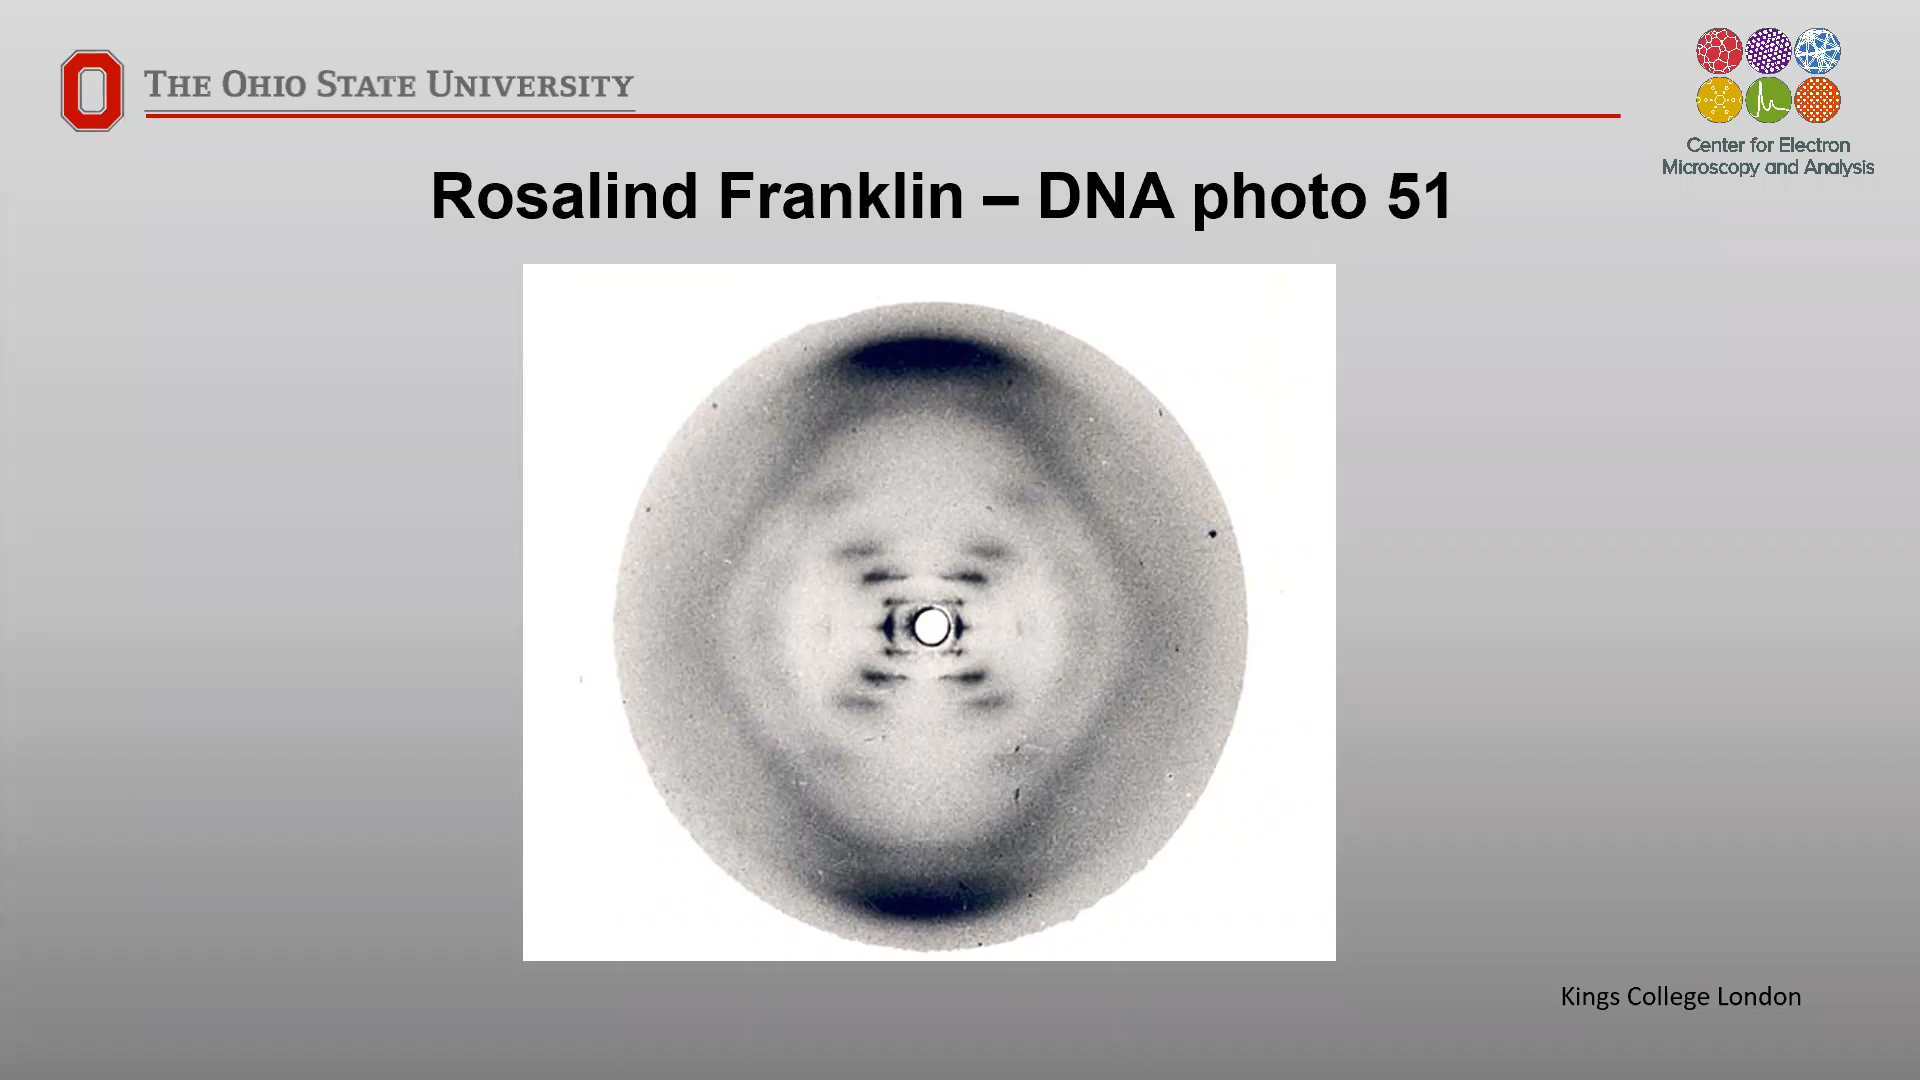 THE OHIO STATE UNIVERSITY
Center for Electron
Microscopy and Analysis
Rosalind Franklin – DNA photo 51
Kings College London